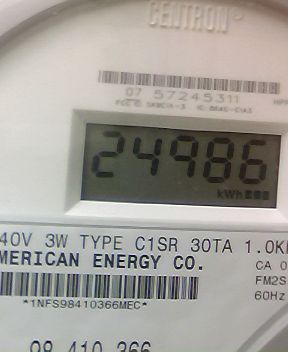 CENTRON
07 57245311
24986
kWh
40V 3W TYPE C1SR 30TA 1.0K
MERICAN ENERGY CO.
CA 0
FM2S
60Hz
*1NFS98410366MEC*
98 410 366